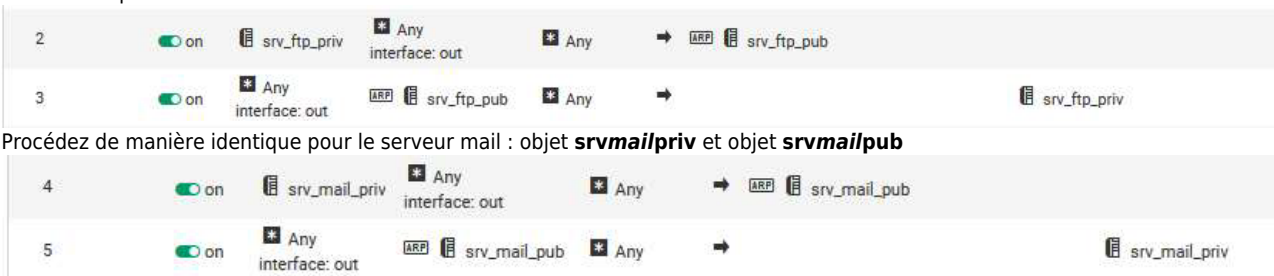 2 on srv_ftp_priv Any interface: out Any ➡ ARP srv_ftp_pub
3 on Any interface: out ARP srv_ftp_pub Any ➡ srv_ftp_priv
Procédez de manière identique pour le serveur mail : objet srvmailpriv et objet srvmailpub
4 on srv_mail_priv Any interface: out Any ➡ ARP srv_mail_pub
5 on Any interface: out ARP srv_mail_pub Any ➡ srv_mail_priv